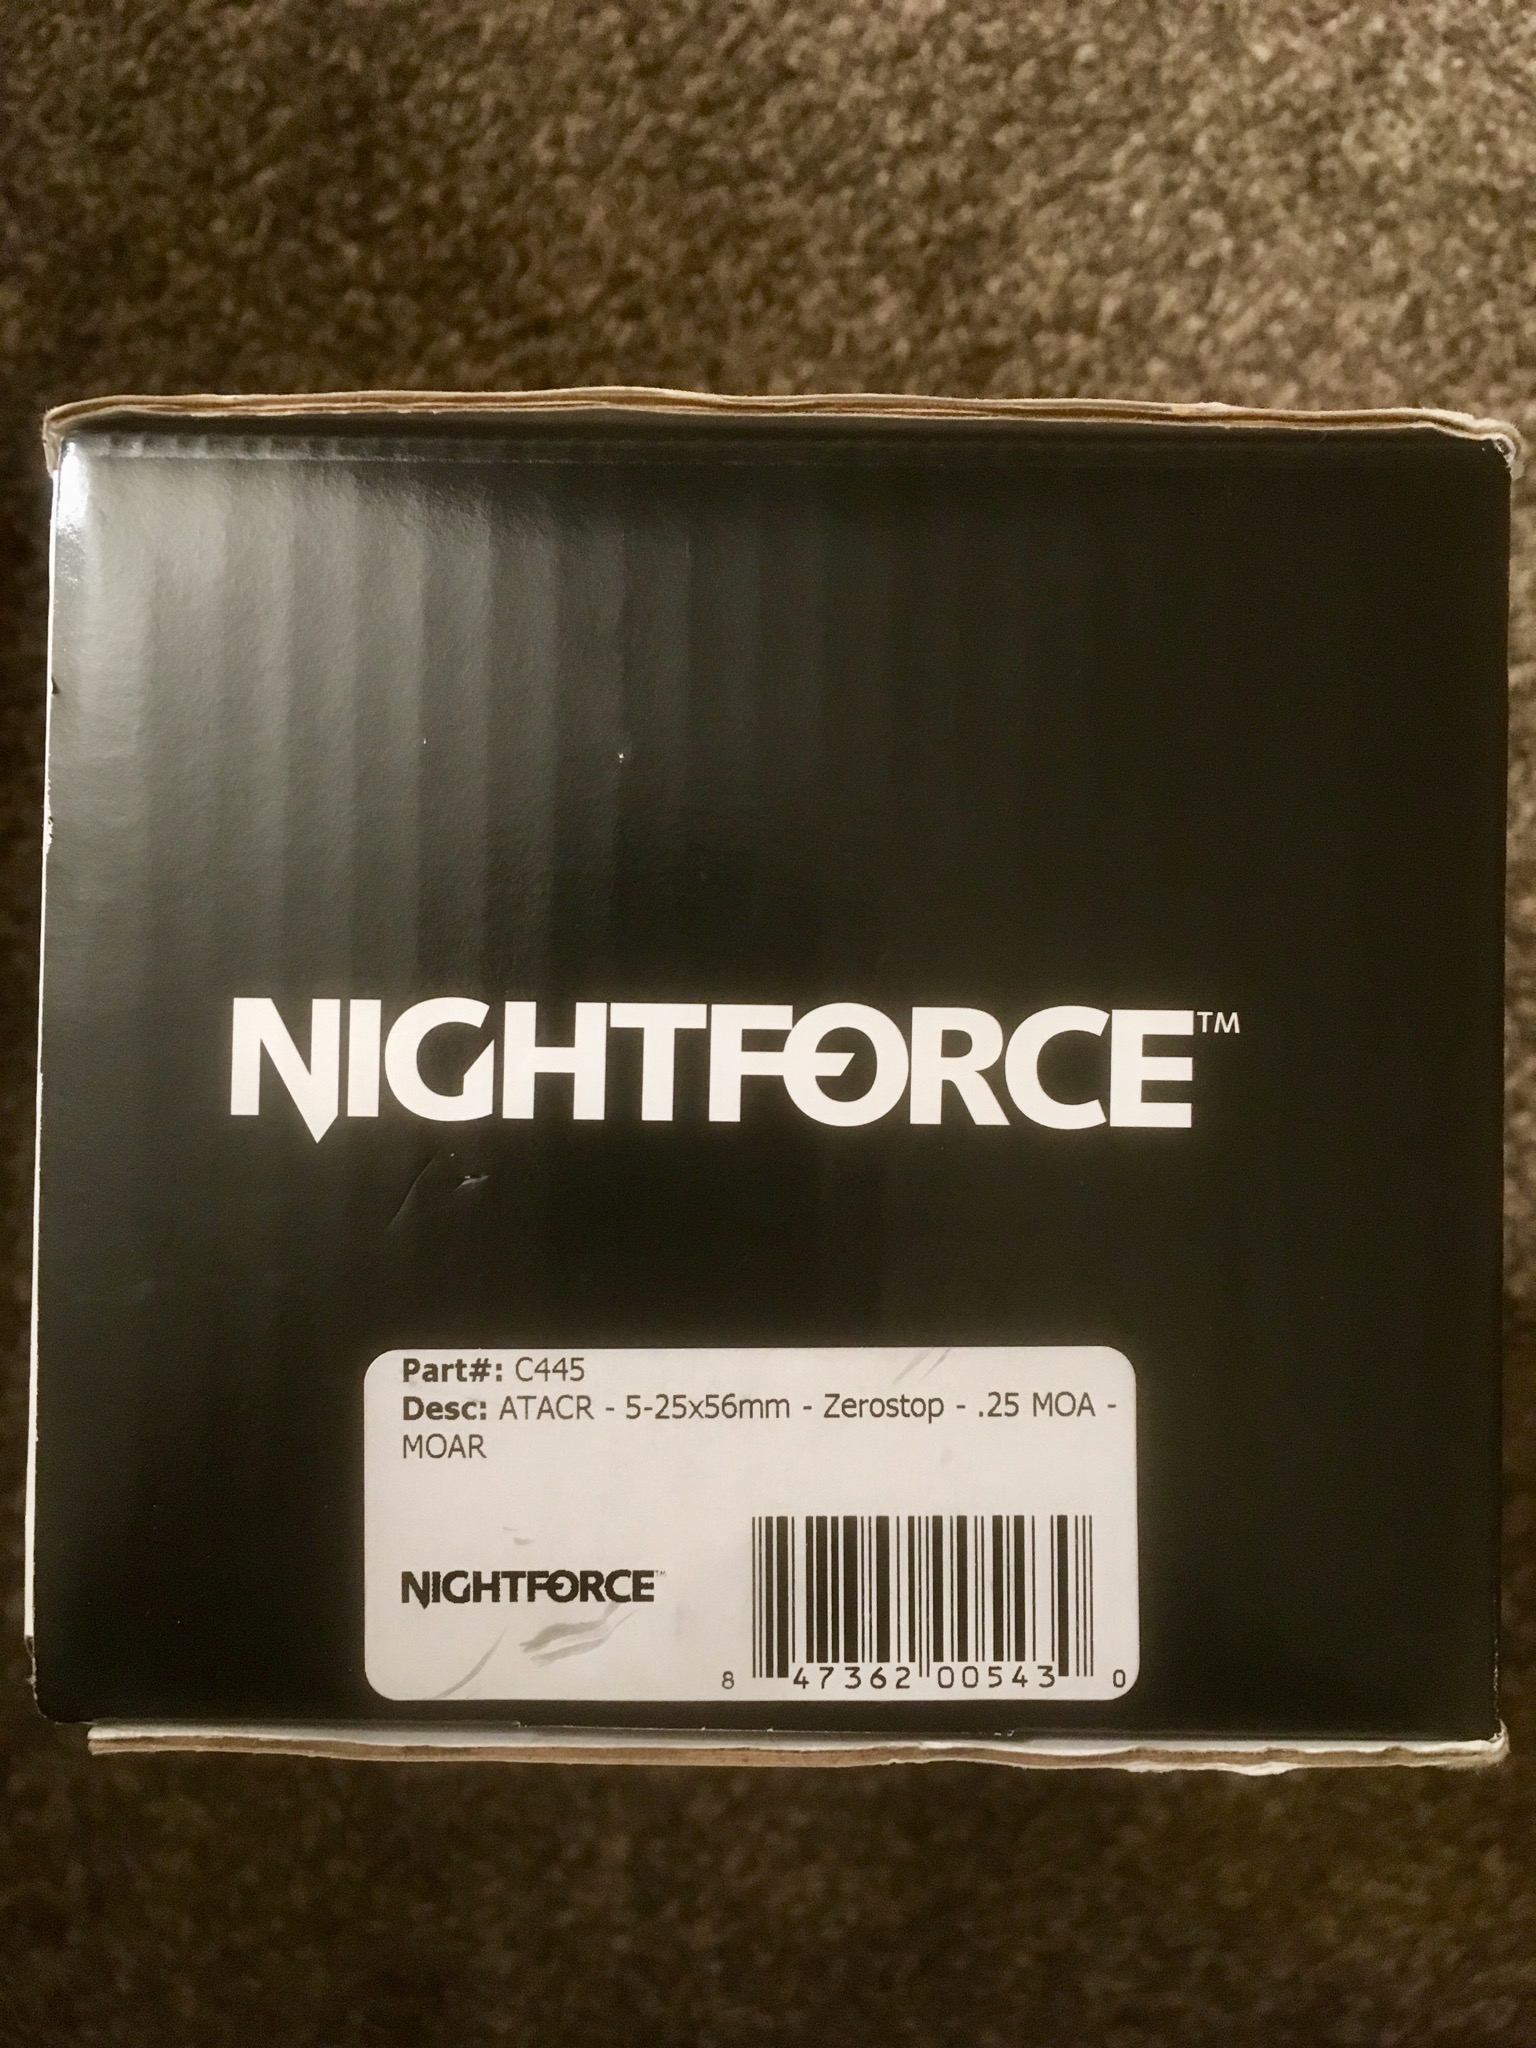 NIGHTFORCE™
Part#: C445
Desc: ATACR - 5-25x56mm - Zerostop - .25 MOA -
MOAR
NIGHTFORCE™
8 47362 00543 0